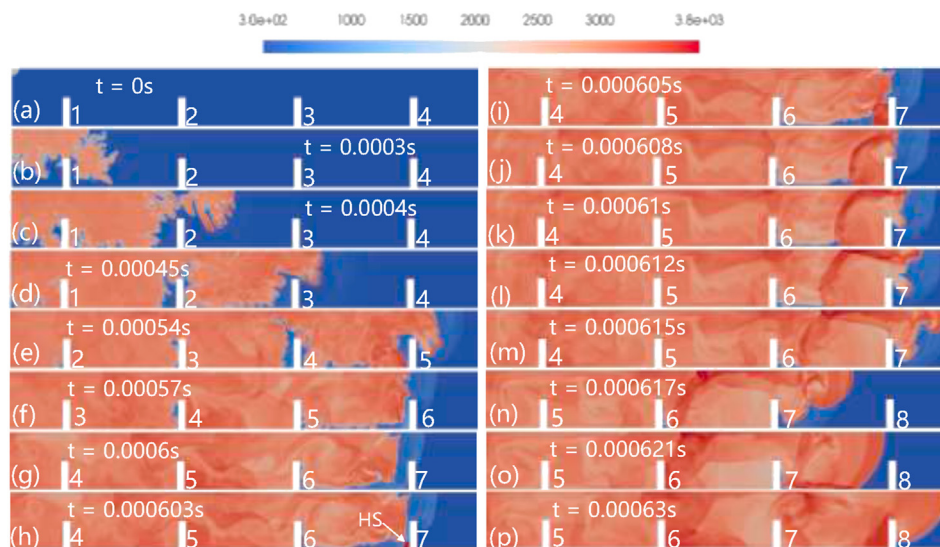 3.0e+02 1000 1500 2000 2500 3000 3.8e+03
t = 0s
(a) 1 2 3 4
t = 0.0003s
(b) 1 2 3 4
t = 0.0004s
(c) 1 2 3 4
t = 0.00045s
(d) 1 2 3 4
t = 0.00054s
(e) 2 3 4 5
t = 0.00057s
(f) 3 4 5 6
t = 0.0006s
(g) 4 5 6 7
t = 0.000603s
HS
(h) 4 5 6 7
t = 0.000605s
(i) 4 5 6 7
t = 0.000608s
(j) 4 5 6 7
t = 0.00061s
(k) 4 5 6 7
t = 0.000612s
(l) 4 5 6 7
t = 0.000615s
(m) 4 5 6 7
t = 0.000617s
(n) 5 6 7 8
t = 0.000621s
(o) 5 6 7 8
t = 0.00063s
(p) 5 6 7 8